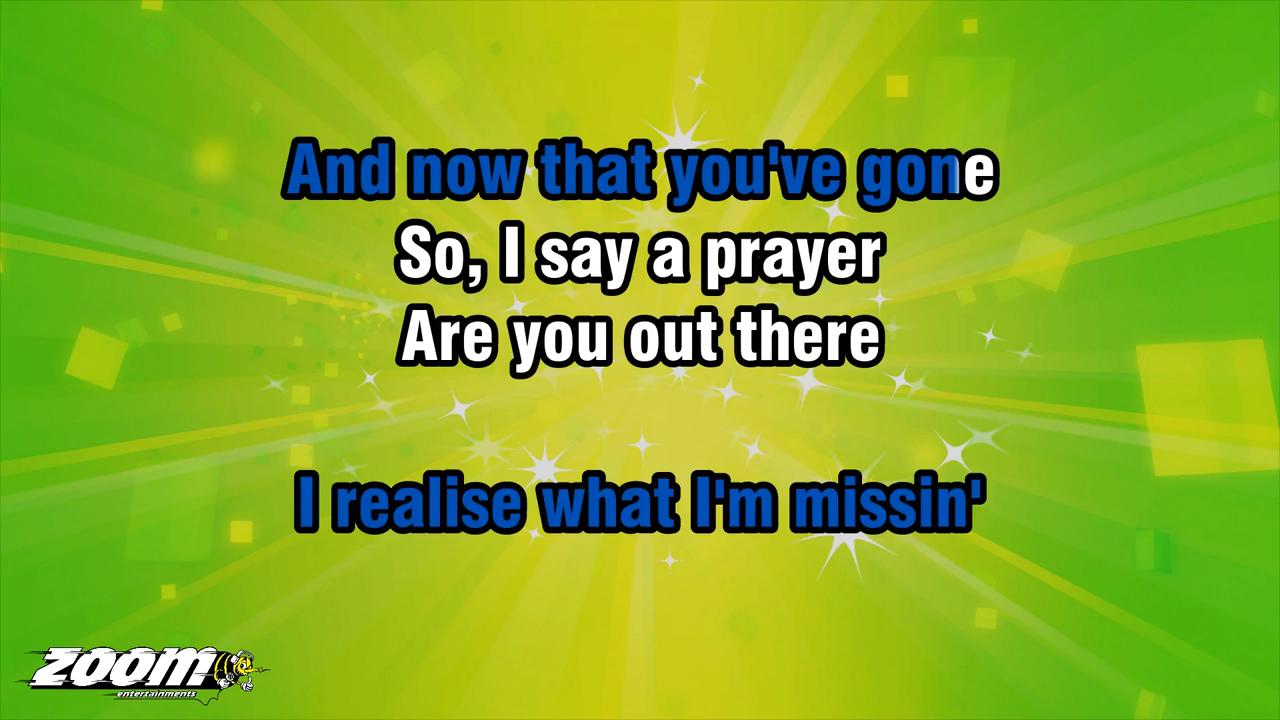 And now that you've gone
So, I say a prayer
Are you out there
I realise what I'm missin'
zoom
entertainments